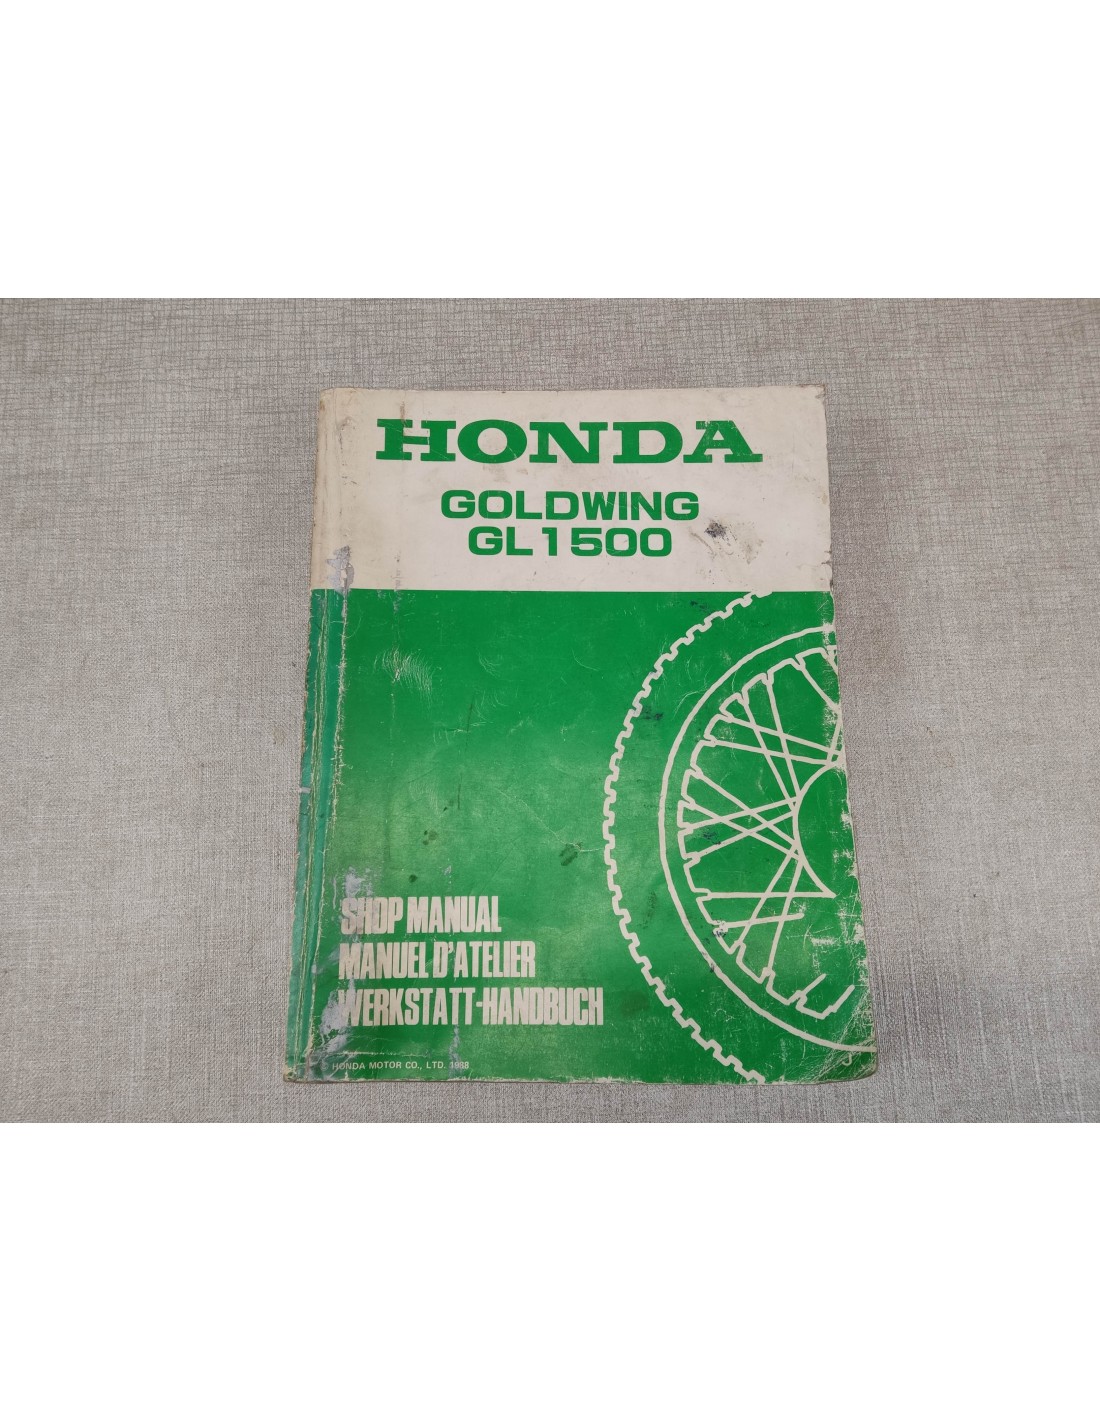 HONDA
GOLDWING
GL1500
SHOP MANUAL
MANUEL D'ATELIER
WERKSTATT-HANDBUCH
© HONDA MOTOR CO., LTD. 1988